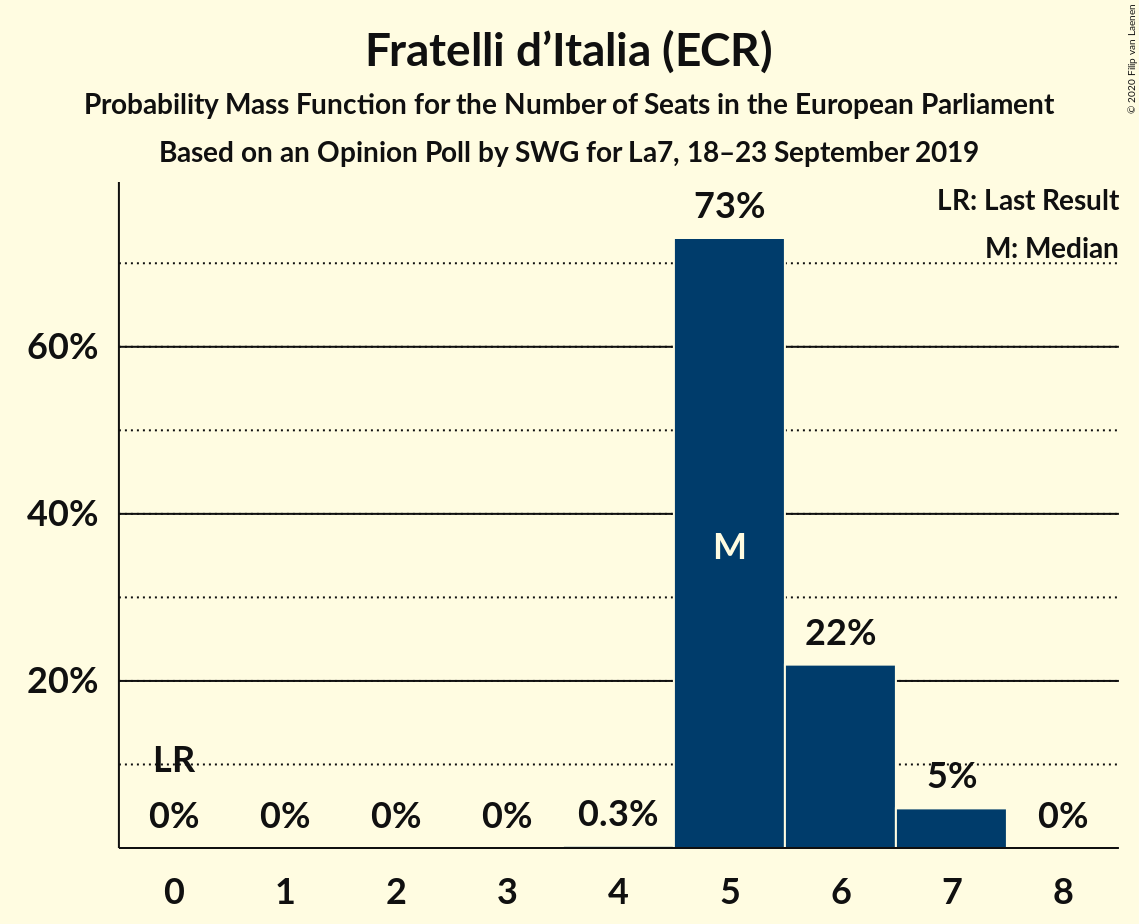 Fratelli d’Italia (ECR)
Probability Mass Function for the Number of Seats in the European Parliament
Based on an Opinion Poll by SWG for La7, 18–23 September 2019
© 2020 Filip van Laenen
LR: Last Result
M: Median
73%
60%
40%
M
22%
20%
LR
5%
0% 0% 0% 0% 0.3% 0%
0 1 2 3 4 5 6 7 8